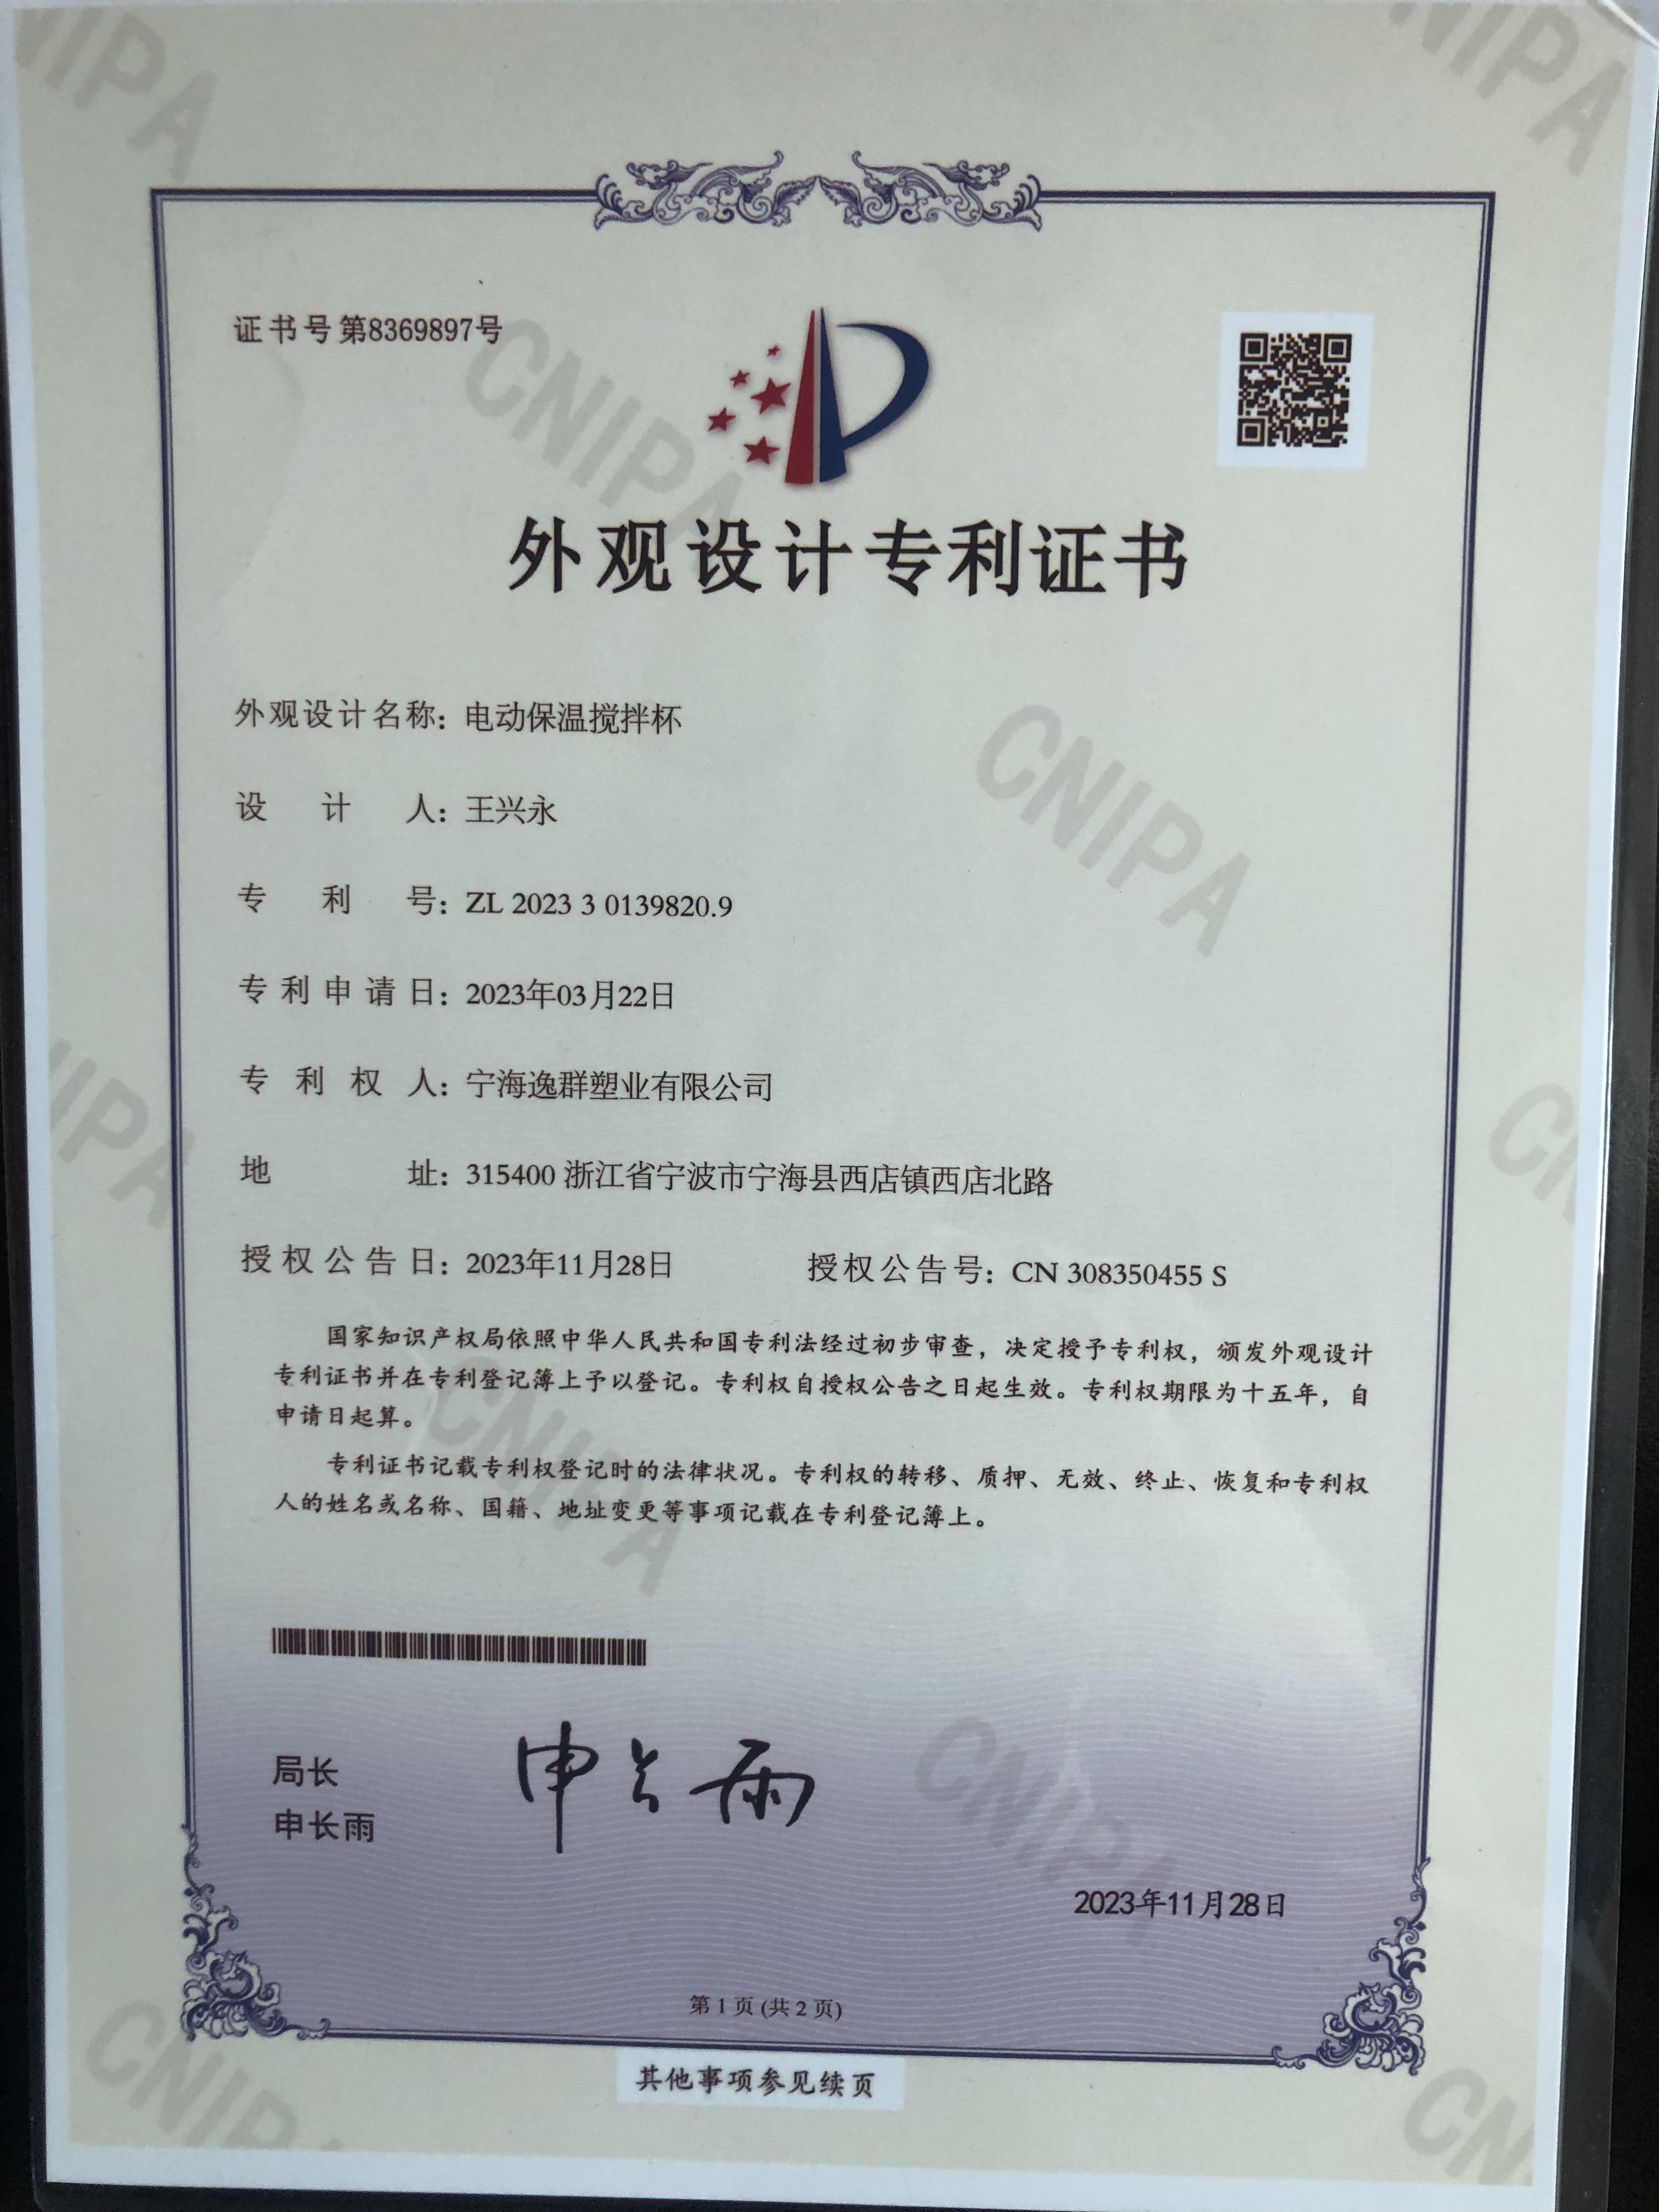 证书号第8369897号
外观设计专利证书
外观设计名称：电动保温搅拌杯
设计人：王兴永
专利号：ZL 2023 3 0139820.9
专利申请日：2023年03月22日
专利权人：宁海逸群塑业有限公司
地址：315400 浙江省宁波市宁海县西店镇西店北路
授权公告日：2023年11月28日 授权公告号：CN 308350455 S
国家知识产权局依照中华人民共和国专利法经过初步审查，决定授予专利权，颁发外观设计
专利证书并在专利登记簿上予以登记。专利权自授权公告之日起生效。专利权期限为十五年，自
申请日起算。
专利证书记载专利权登记时的法律状况。专利权的转移、质押、无效、终止、恢复和专利权
人的姓名或名称、国籍、地址变更等事项记载在专利登记簿上。
局长
申长雨
申长雨
2023年11月28日
第 1 页 (共 2 页)
其他事项参见续页
CNIPA
CNIPA
CNIPA
CNIPA